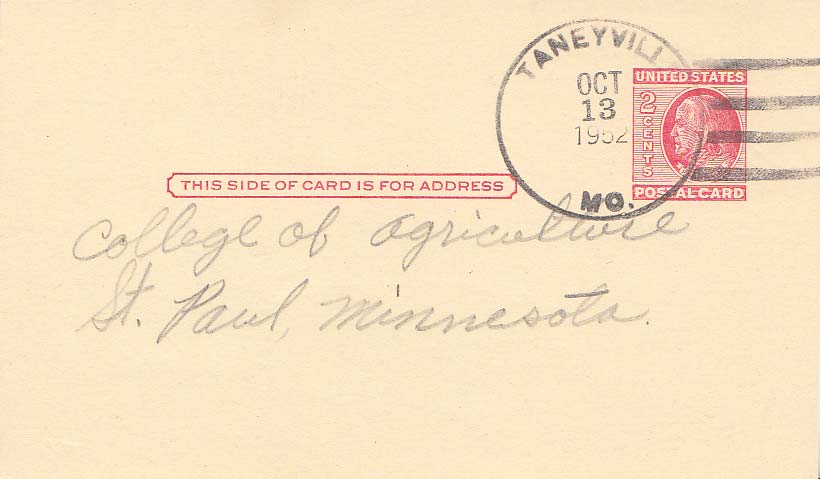 TANEYVILL
OCT
13
1952
MO.
UNITED STATES
2
CENTS
POSTAL CARD
THIS SIDE OF CARD IS FOR ADDRESS
College of Agriculture
St. Paul, Minnesota.